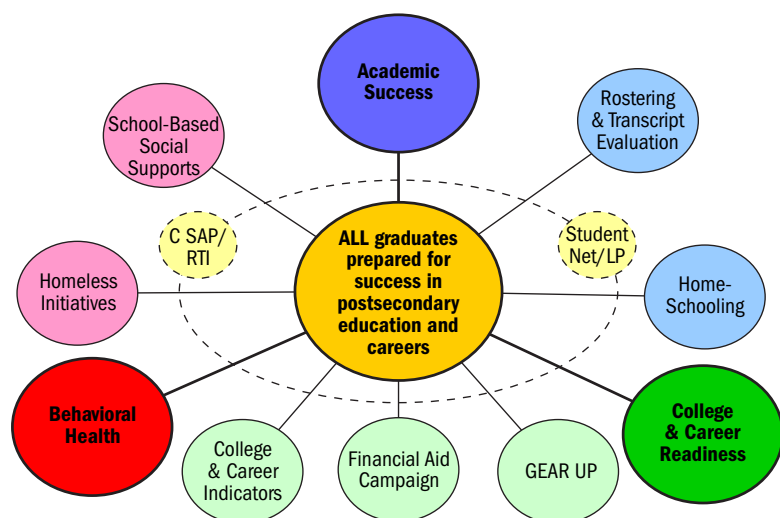 Academic
Success
School-Based
Social
Supports
Rostering
& Transcript
Evaluation
C SAP/
RTI
ALL graduates
prepared for
success in
postsecondary
education and
careers
Student
Net/LP
Homeless
Initiatives
Home-
Schooling
Behavioral
Health
College
& Career
Readiness
College
& Career
Indicators
Financial Aid
Campaign
GEAR UP